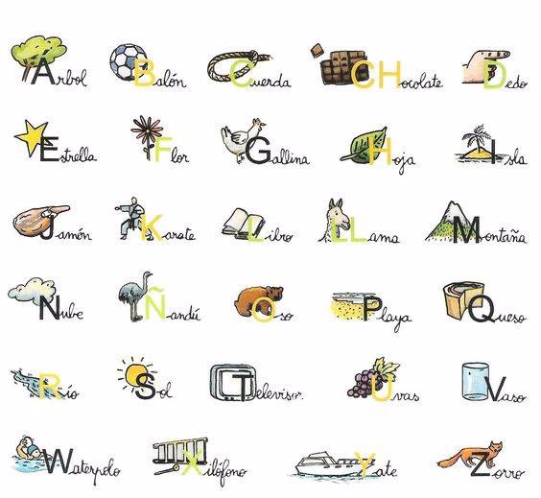 Árbol Balón Cuerda CHocolate Dedo
Estrella Flor Gallina Hoja Isla
Jamón Karate Libro LLama Montaña
Nube Ñandú Oso Playa Queso
Río Sol Televisor Uvas Vaso
Waterpolo Xilófono Yate Zorro